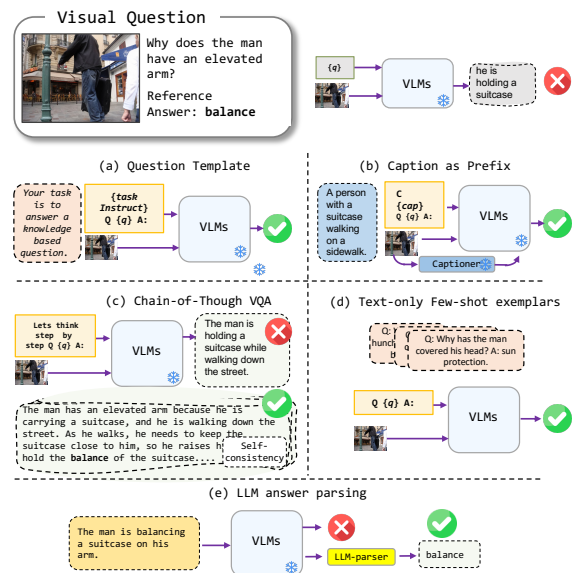 Visual Question
Why does the man
have an elevated
arm?
Reference
Answer: balance
{q}
VLMs
he is
holding a
suitcase
(a) Question Template
Your task
is to
answer a
knowledge
based
question.
{task
Instruct}
Q {q} A:
VLMs
(b) Caption as Prefix
A person
with a
suitcase
walking
on a
sidewalk.
C
{cap}
Q {q} A:
VLMs
Captioner
(c) Chain-of-Though VQA
Lets think
step by
step Q {q} A:
VLMs
The man is
holding a
suitcase while
walking down
the street.
The man has an elevated arm because he is
carrying a suitcase, and he is walking down the
street. As he walks, he needs to keep the
suitcase close to him, so he raises h
hold the balance of the suitcase....
Self-
consistency
(d) Text-only Few-shot exemplars
Q:
hunc
b
Q: Why has the man
covered his head? A: sun
protection.
Q {q} A:
VLMs
(e) LLM answer parsing
The man is balancing
a suitcase on his
arm.
VLMs
LLM-parser
balance